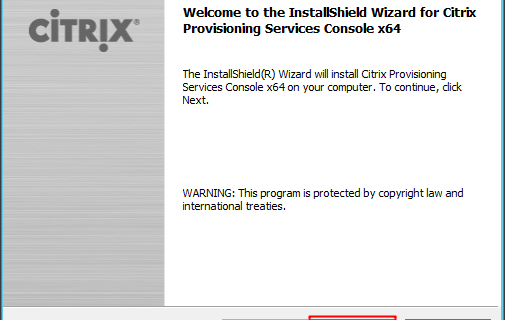 CİTRİX®
Welcome to the InstallShield Wizard for Citrix
Provisioning Services Console x64
The InstallShield(R) Wizard will install Citrix Provisioning
Services Console x64 on your computer. To continue, click
Next.
WARNING: This program is protected by copyright law and
international treaties.